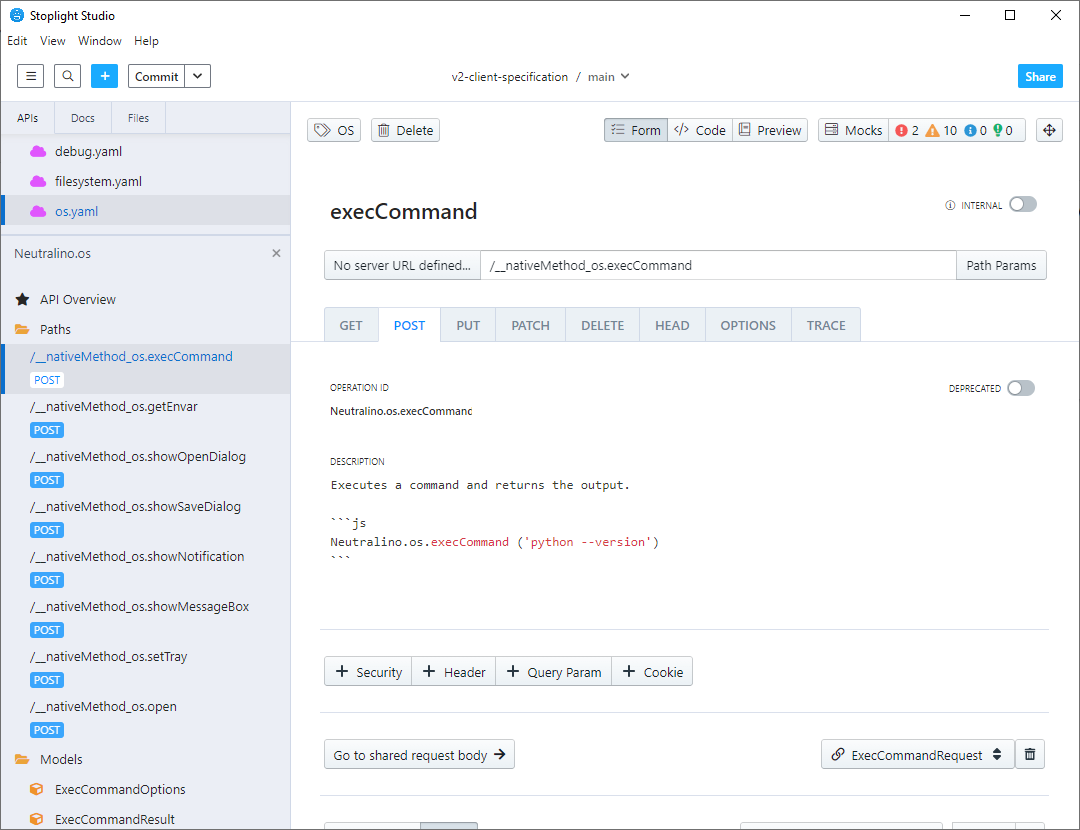 Stoplight Studio
Edit View Window Help
Commit
v2-client-specification / main
Share
APIs Docs Files
debug.yaml
filesystem.yaml
os.yaml
Neutralino.os
API Overview
Paths
/__nativeMethod_os.execCommand
POST
/__nativeMethod_os.getEnvar
POST
/__nativeMethod_os.showOpenDialog
POST
/__nativeMethod_os.showSaveDialog
POST
/__nativeMethod_os.showNotification
POST
/__nativeMethod_os.showMessageBox
POST
/__nativeMethod_os.setTray
POST
/__nativeMethod_os.open
POST
Models
ExecCommandOptions
ExecCommandResult
OS Delete Form </> Code Preview Mocks 2 10 0 0
execCommand
INTERNAL
No server URL defined... /__nativeMethod_os.execCommand Path Params
GET POST PUT PATCH DELETE HEAD OPTIONS TRACE
OPERATION ID
DEPRECATED
Neutralino.os.execCommand
DESCRIPTION
Executes a command and returns the output.
```js
Neutralino.os.execCommand ('python --version')
```
+ Security + Header + Query Param + Cookie
Go to shared request body → ExecCommandRequest